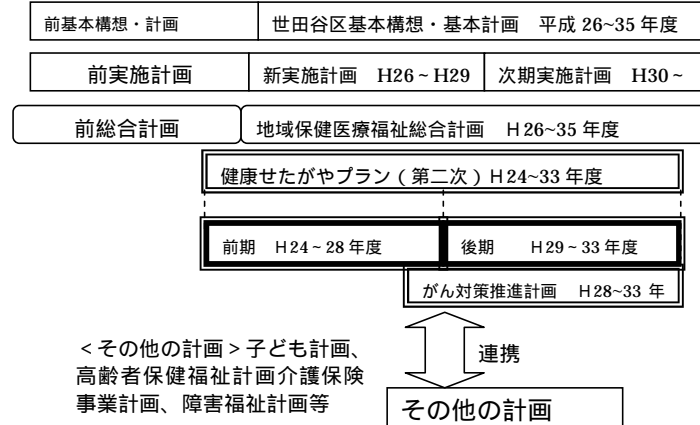 前基本構想・計画 世田谷区基本構想・基本計画 平成 26~35 年度
前実施計画 新実施計画 H26～H29 次期実施計画 H30～
前総合計画 地域保健医療福祉総合計画 H26~35 年度
健康せたがやプラン（第二次）H24~33 年度
前期 H24～28 年度 後期 H29～33 年度
がん対策推進計画 H28~33 年
連携
＜その他の計画＞子ども計画、
高齢者保健福祉計画介護保険
事業計画、障害福祉計画等
その他の計画